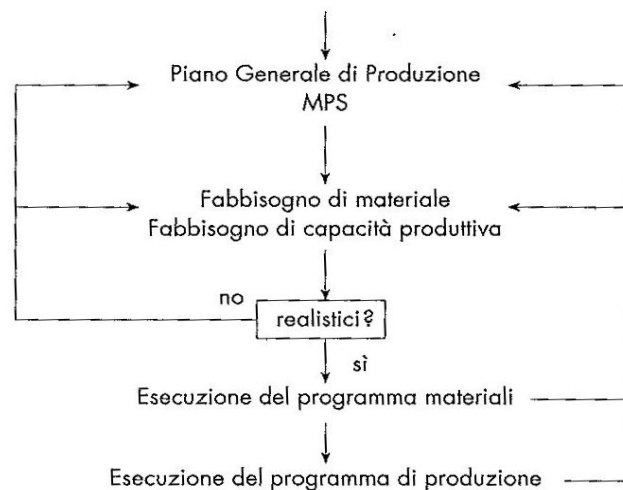 Piano Generale di Produzione
MPS
Fabbisogno di materiale
Fabbisogno di capacità produttiva
no
realistici?
sì
Esecuzione del programma materiali
Esecuzione del programma di produzione